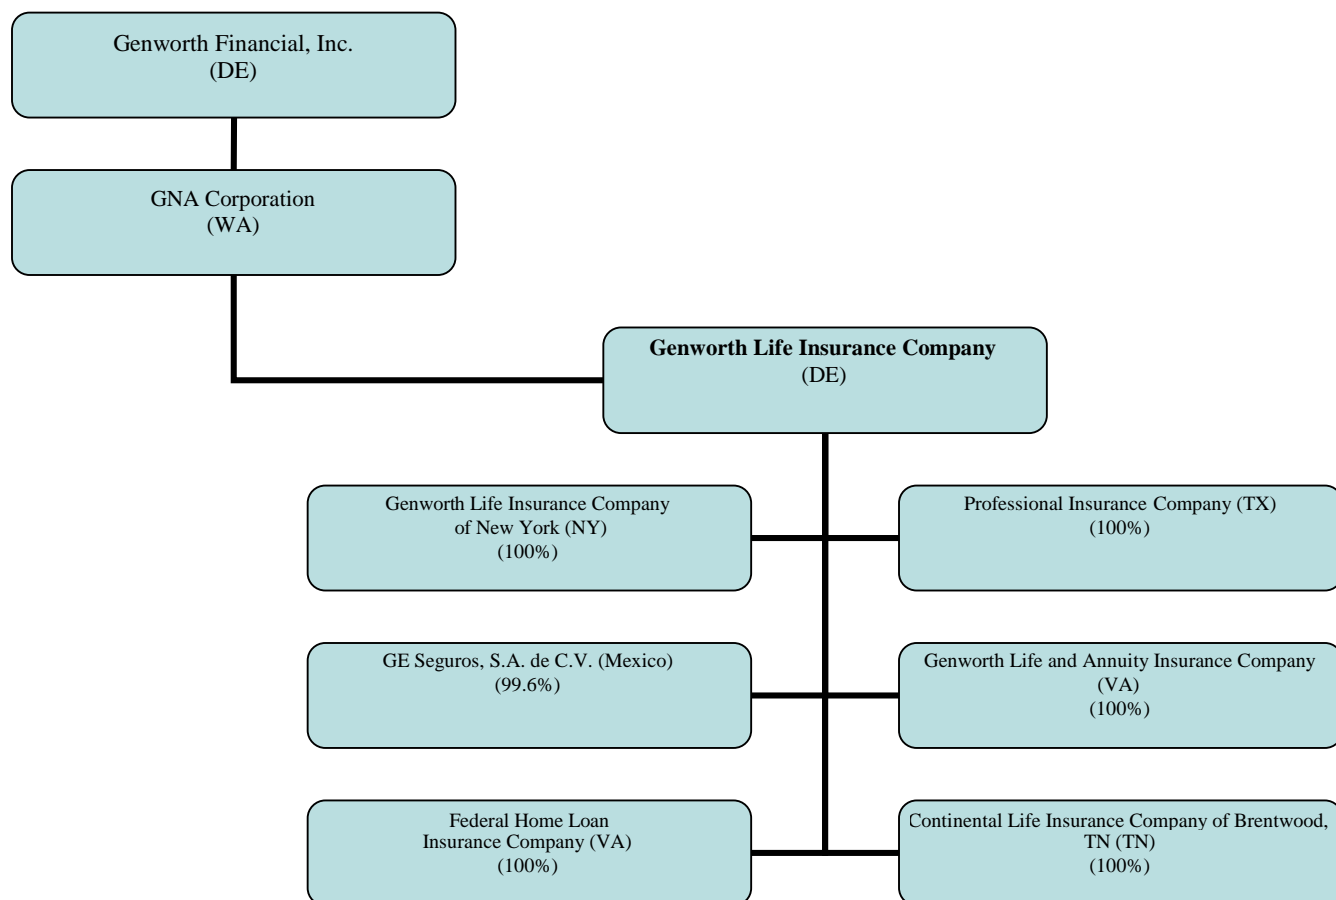 Genworth Financial, Inc.
(DE)
GNA Corporation
(WA)
Genworth Life Insurance Company
(DE)
Genworth Life Insurance Company
of New York (NY)
(100%)
Professional Insurance Company (TX)
(100%)
GE Seguros, S.A. de C.V. (Mexico)
(99.6%)
Genworth Life and Annuity Insurance Company
(VA)
(100%)
Federal Home Loan
Insurance Company (VA)
(100%)
Continental Life Insurance Company of Brentwood,
TN (TN)
(100%)